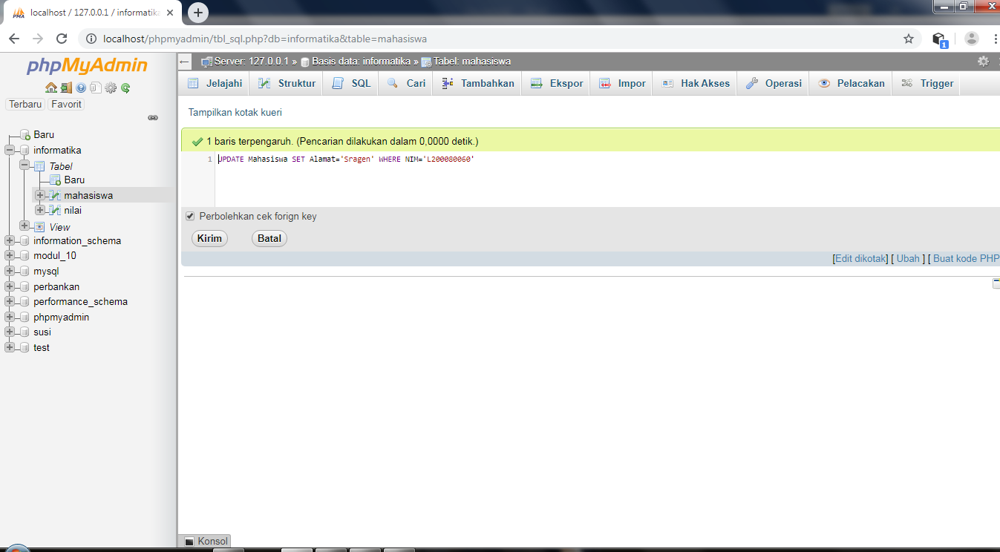 localhost / 127.0.0.1 / informatika
localhost/phpmyadmin/tbl_sql.php?db=informatika&table=mahasiswa
phpMyAdmin
Terbaru Favorit
Baru
informatika
Tabel
Baru
mahasiswa
nilai
View
information_schema
modul_10
mysql
perbankan
performance_schema
phpmyadmin
susi
test
Server: 127.0.0.1 » Basis data: informatika » Tabel: mahasiswa
Jelajahi Struktur SQL Cari Tambahkan Ekspor Impor Hak Akses Operasi Pelacakan Trigger
Tampilkan kotak kueri
1 baris terpengaruh. (Pencarian dilakukan dalam 0,0000 detik.)
1 UPDATE Mahasiswa SET Alamat='Sragen' WHERE NIM='L200080060'
Perbolehkan cek forign key
Kirim Batal
[Edit dikotak] [ Ubah ] [ Buat kode PHP
Konsol